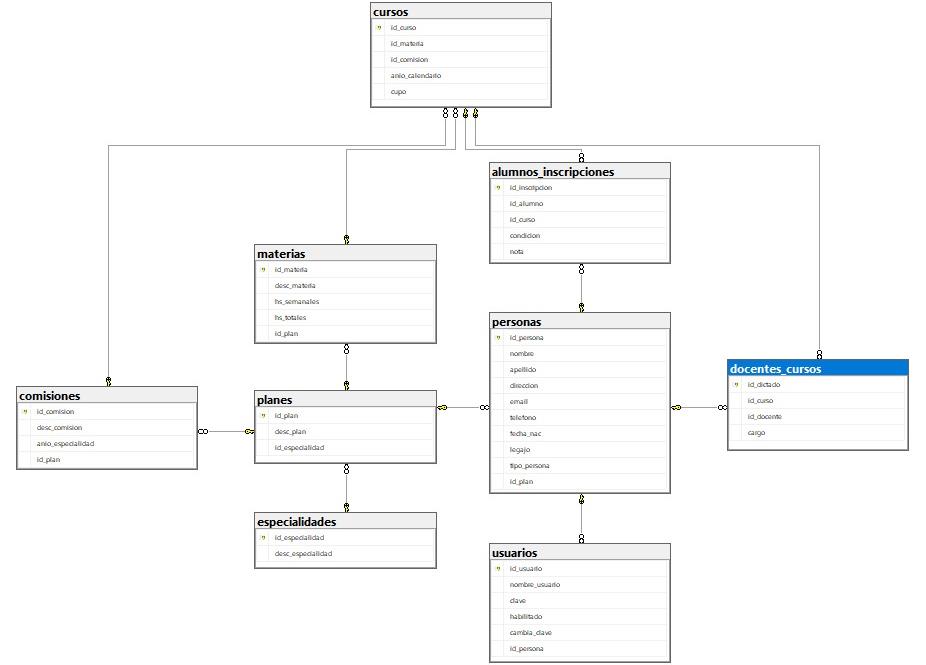 cursos
id_curso
id_materia
id_comision
anio_calendario
cupo
alumnos_inscripciones
id_inscripcion
id_alumno
id_curso
condicion
nota
materias
id_materia
desc_materia
hs_semanales
hs_totales
id_plan
personas
id_persona
nombre
apellido
direccion
email
telefono
fecha_nac
legajo
tipo_persona
id_plan
docentes_cursos
id_dictado
id_curso
id_docente
cargo
comisiones
id_comision
desc_comision
anio_especialidad
id_plan
planes
id_plan
desc_plan
id_especialidad
especialidades
id_especialidad
desc_especialidad
usuarios
id_usuario
nombre_usuario
clave
habilitado
cambia_clave
id_persona